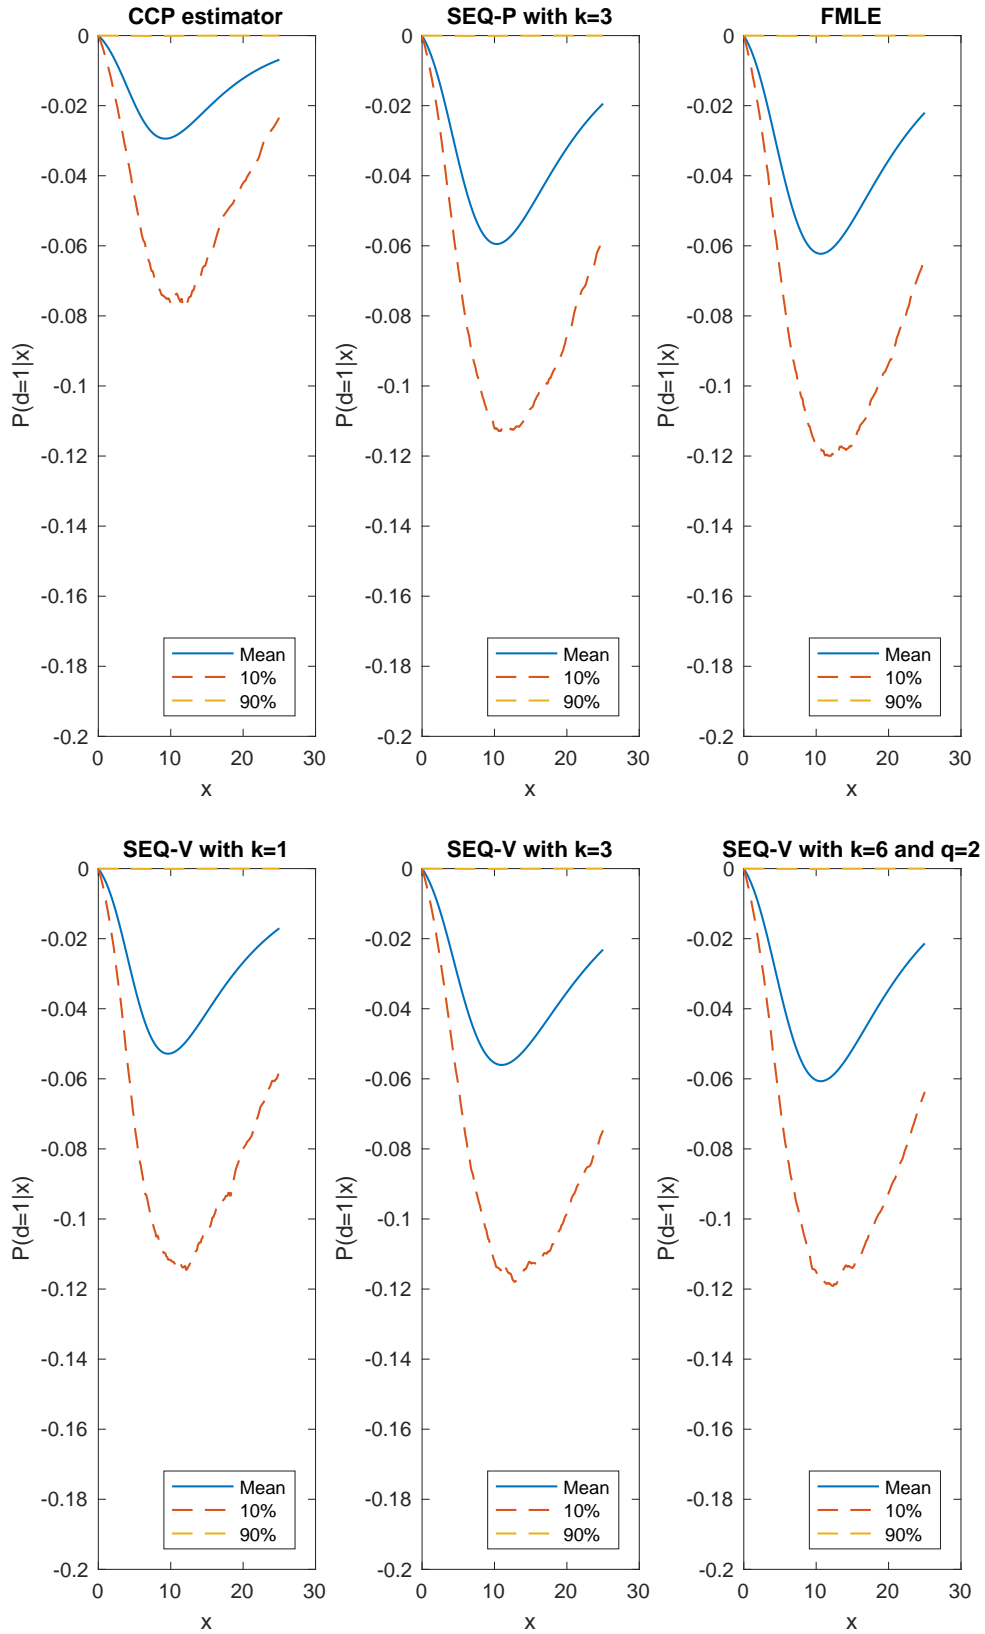 CCP estimator
0
-0.02
-0.04
-0.06
-0.08
-0.1
-0.12
-0.14
-0.16
-0.18
-0.2
P(d=1|x)
Mean
10%
90%
0 10 20 30
x
SEQ-P with k=3
0
-0.02
-0.04
-0.06
-0.08
-0.1
-0.12
-0.14
-0.16
-0.18
-0.2
P(d=1|x)
Mean
10%
90%
0 10 20 30
x
FMLE
0
-0.02
-0.04
-0.06
-0.08
-0.1
-0.12
-0.14
-0.16
-0.18
-0.2
P(d=1|x)
Mean
10%
90%
0 10 20 30
x
SEQ-V with k=1
0
-0.02
-0.04
-0.06
-0.08
-0.1
-0.12
-0.14
-0.16
-0.18
-0.2
P(d=1|x)
Mean
10%
90%
0 10 20 30
x
SEQ-V with k=3
0
-0.02
-0.04
-0.06
-0.08
-0.1
-0.12
-0.14
-0.16
-0.18
-0.2
P(d=1|x)
Mean
10%
90%
0 10 20 30
x
SEQ-V with k=6 and q=2
0
-0.02
-0.04
-0.06
-0.08
-0.1
-0.12
-0.14
-0.16
-0.18
-0.2
P(d=1|x)
Mean
10%
90%
0 10 20 30
x